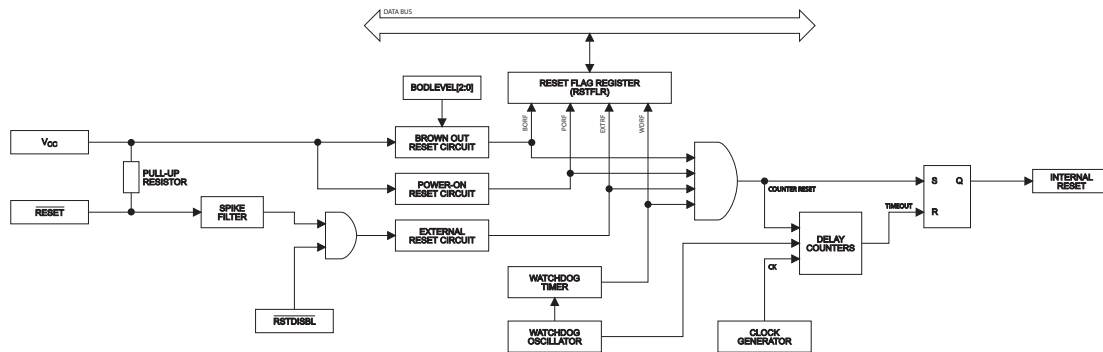 DATA BUS
BODLEVEL[2:0]
RESET FLAG REGISTER
(RSTFLR)
BORF
PORF
EXTRF
WDRF
VCC
BROWN OUT
RESET CIRCUIT
PULL-UP
RESISTOR
POWER-ON
RESET CIRCUIT
COUNTER RESET
S
Q
R
INTERNAL
RESET
RESET
SPIKE
FILTER
EXTERNAL
RESET CIRCUIT
TIMEOUT
DELAY
COUNTERS
WATCHDOG
TIMER
CK
RSTDISBL
WATCHDOG
OSCILLATOR
CLOCK
GENERATOR